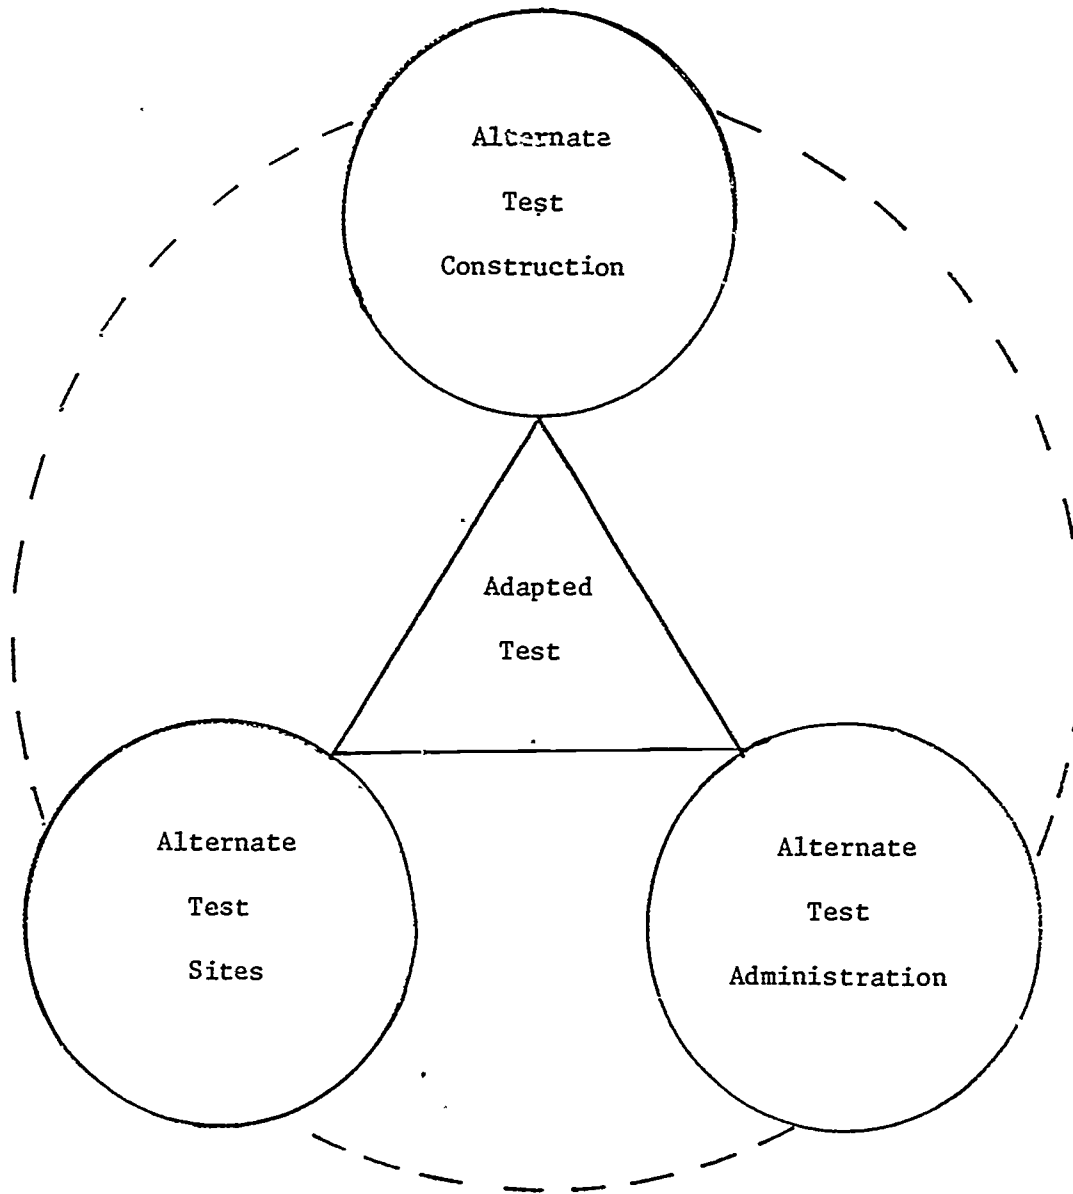 Alternate
Test
Construction
Adapted
Test
Alternate
Test
Sites
Alternate
Test
Administration